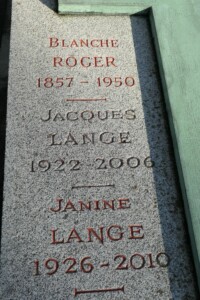 BLANCHE
ROGER
1857 - 1950
JACQUES
LANGE
1922 - 2006
JANINE
LANGE
1926 - 2010